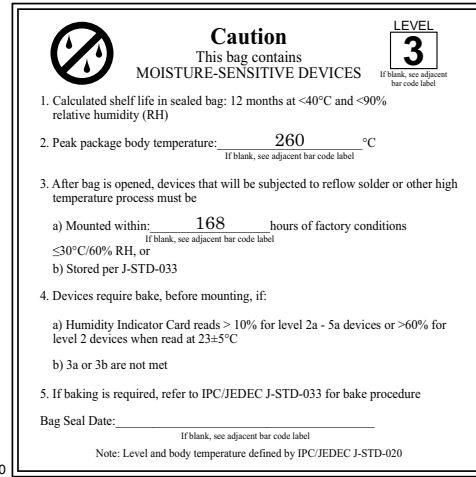 Caution
This bag contains
MOISTURE-SENSITIVE DEVICES
LEVEL
3
If blank, see adjacent
bar code label
1. Calculated shelf life in sealed bag: 12 months at <40°C and <90%
relative humidity (RH)
2. Peak package body temperature: 260 °C
If blank, see adjacent bar code label
3. After bag is opened, devices that will be subjected to reflow solder or other high
temperature process must be
a) Mounted within: 168 hours of factory conditions
If blank, see adjacent bar code label
≤30°C/60% RH, or
b) Stored per J-STD-033
4. Devices require bake, before mounting, if:
a) Humidity Indicator Card reads > 10% for level 2a - 5a devices or >60% for
level 2 devices when read at 23±5°C
b) 3a or 3b are not met
5. If baking is required, refer to IPC/JEDEC J-STD-033 for bake procedure
Bag Seal Date:
If blank, see adjacent bar code label
Note: Level and body temperature defined by IPC/JEDEC J-STD-020